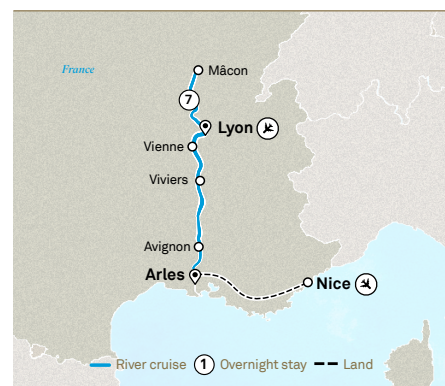 France
Mâcon
7
Lyon
Vienne
Viviers
Avignon
Arles
Nice
River cruise 1 Overnight stay Land